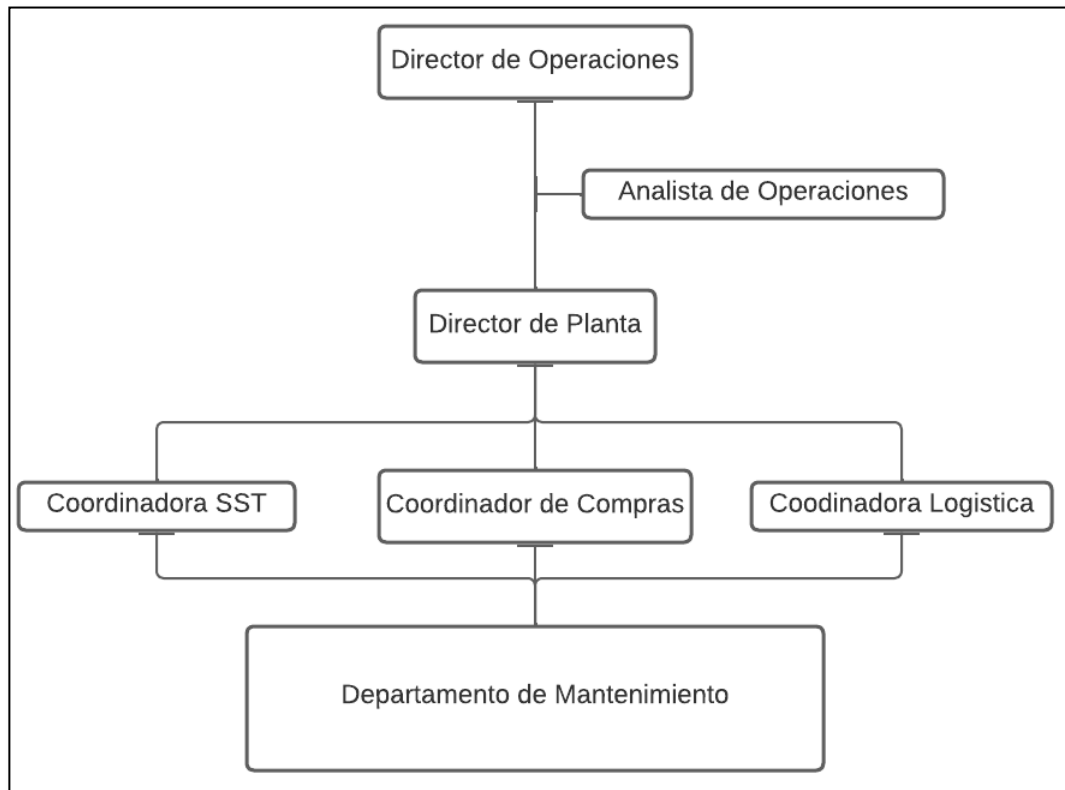 Director de Operaciones
Analista de Operaciones
Director de Planta
Coordinadora SST
Coordinador de Compras
Coodinadora Logistica
Departamento de Mantenimiento